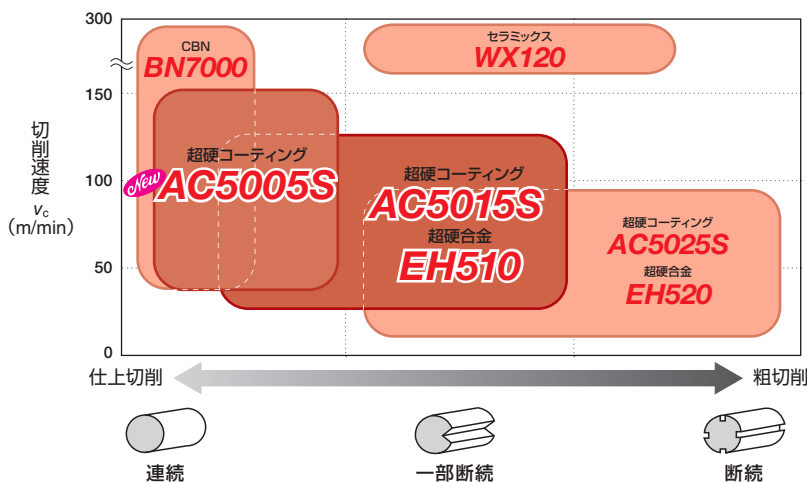 300
CBN
BN7000
セラミックス
WX120
150
切削速度
vc
(m/min)
超硬コーティング
New
AC5005S
100
超硬コーティング
AC5015S
超硬合金
EH510
超硬コーティング
AC5025S
超硬合金
EH520
50
0
仕上切削
粗切削
連続
一部断続
断続